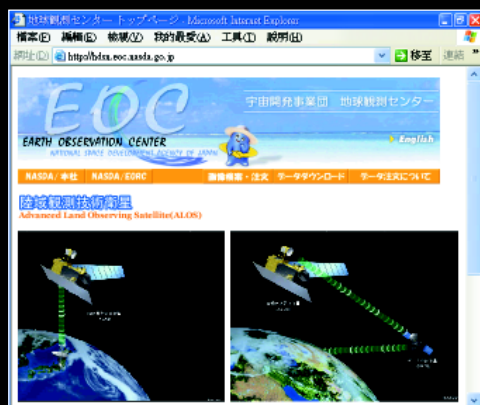 地球観測センター トップページ - Microsoft Internet Explorer
檔案(F) 編輯(E) 檢視(V) 我的最愛(A) 工具(T) 說明(H)
網址(D) http://hdsn.eoc.nasda.go.jp 移至 連結 »
EOC
宇宙開発事業団 地球観測センター
EARTH OBSERVATION CENTER
NATIONAL SPACE DEVELOPMENT AGENCY OF JAPAN
English
NASDA/本社 NASDA/EORC 画像検索・注文 データダウンロード データ注文について
陸域観測技術衛星
Advanced Land Observing Satellite(ALOS)